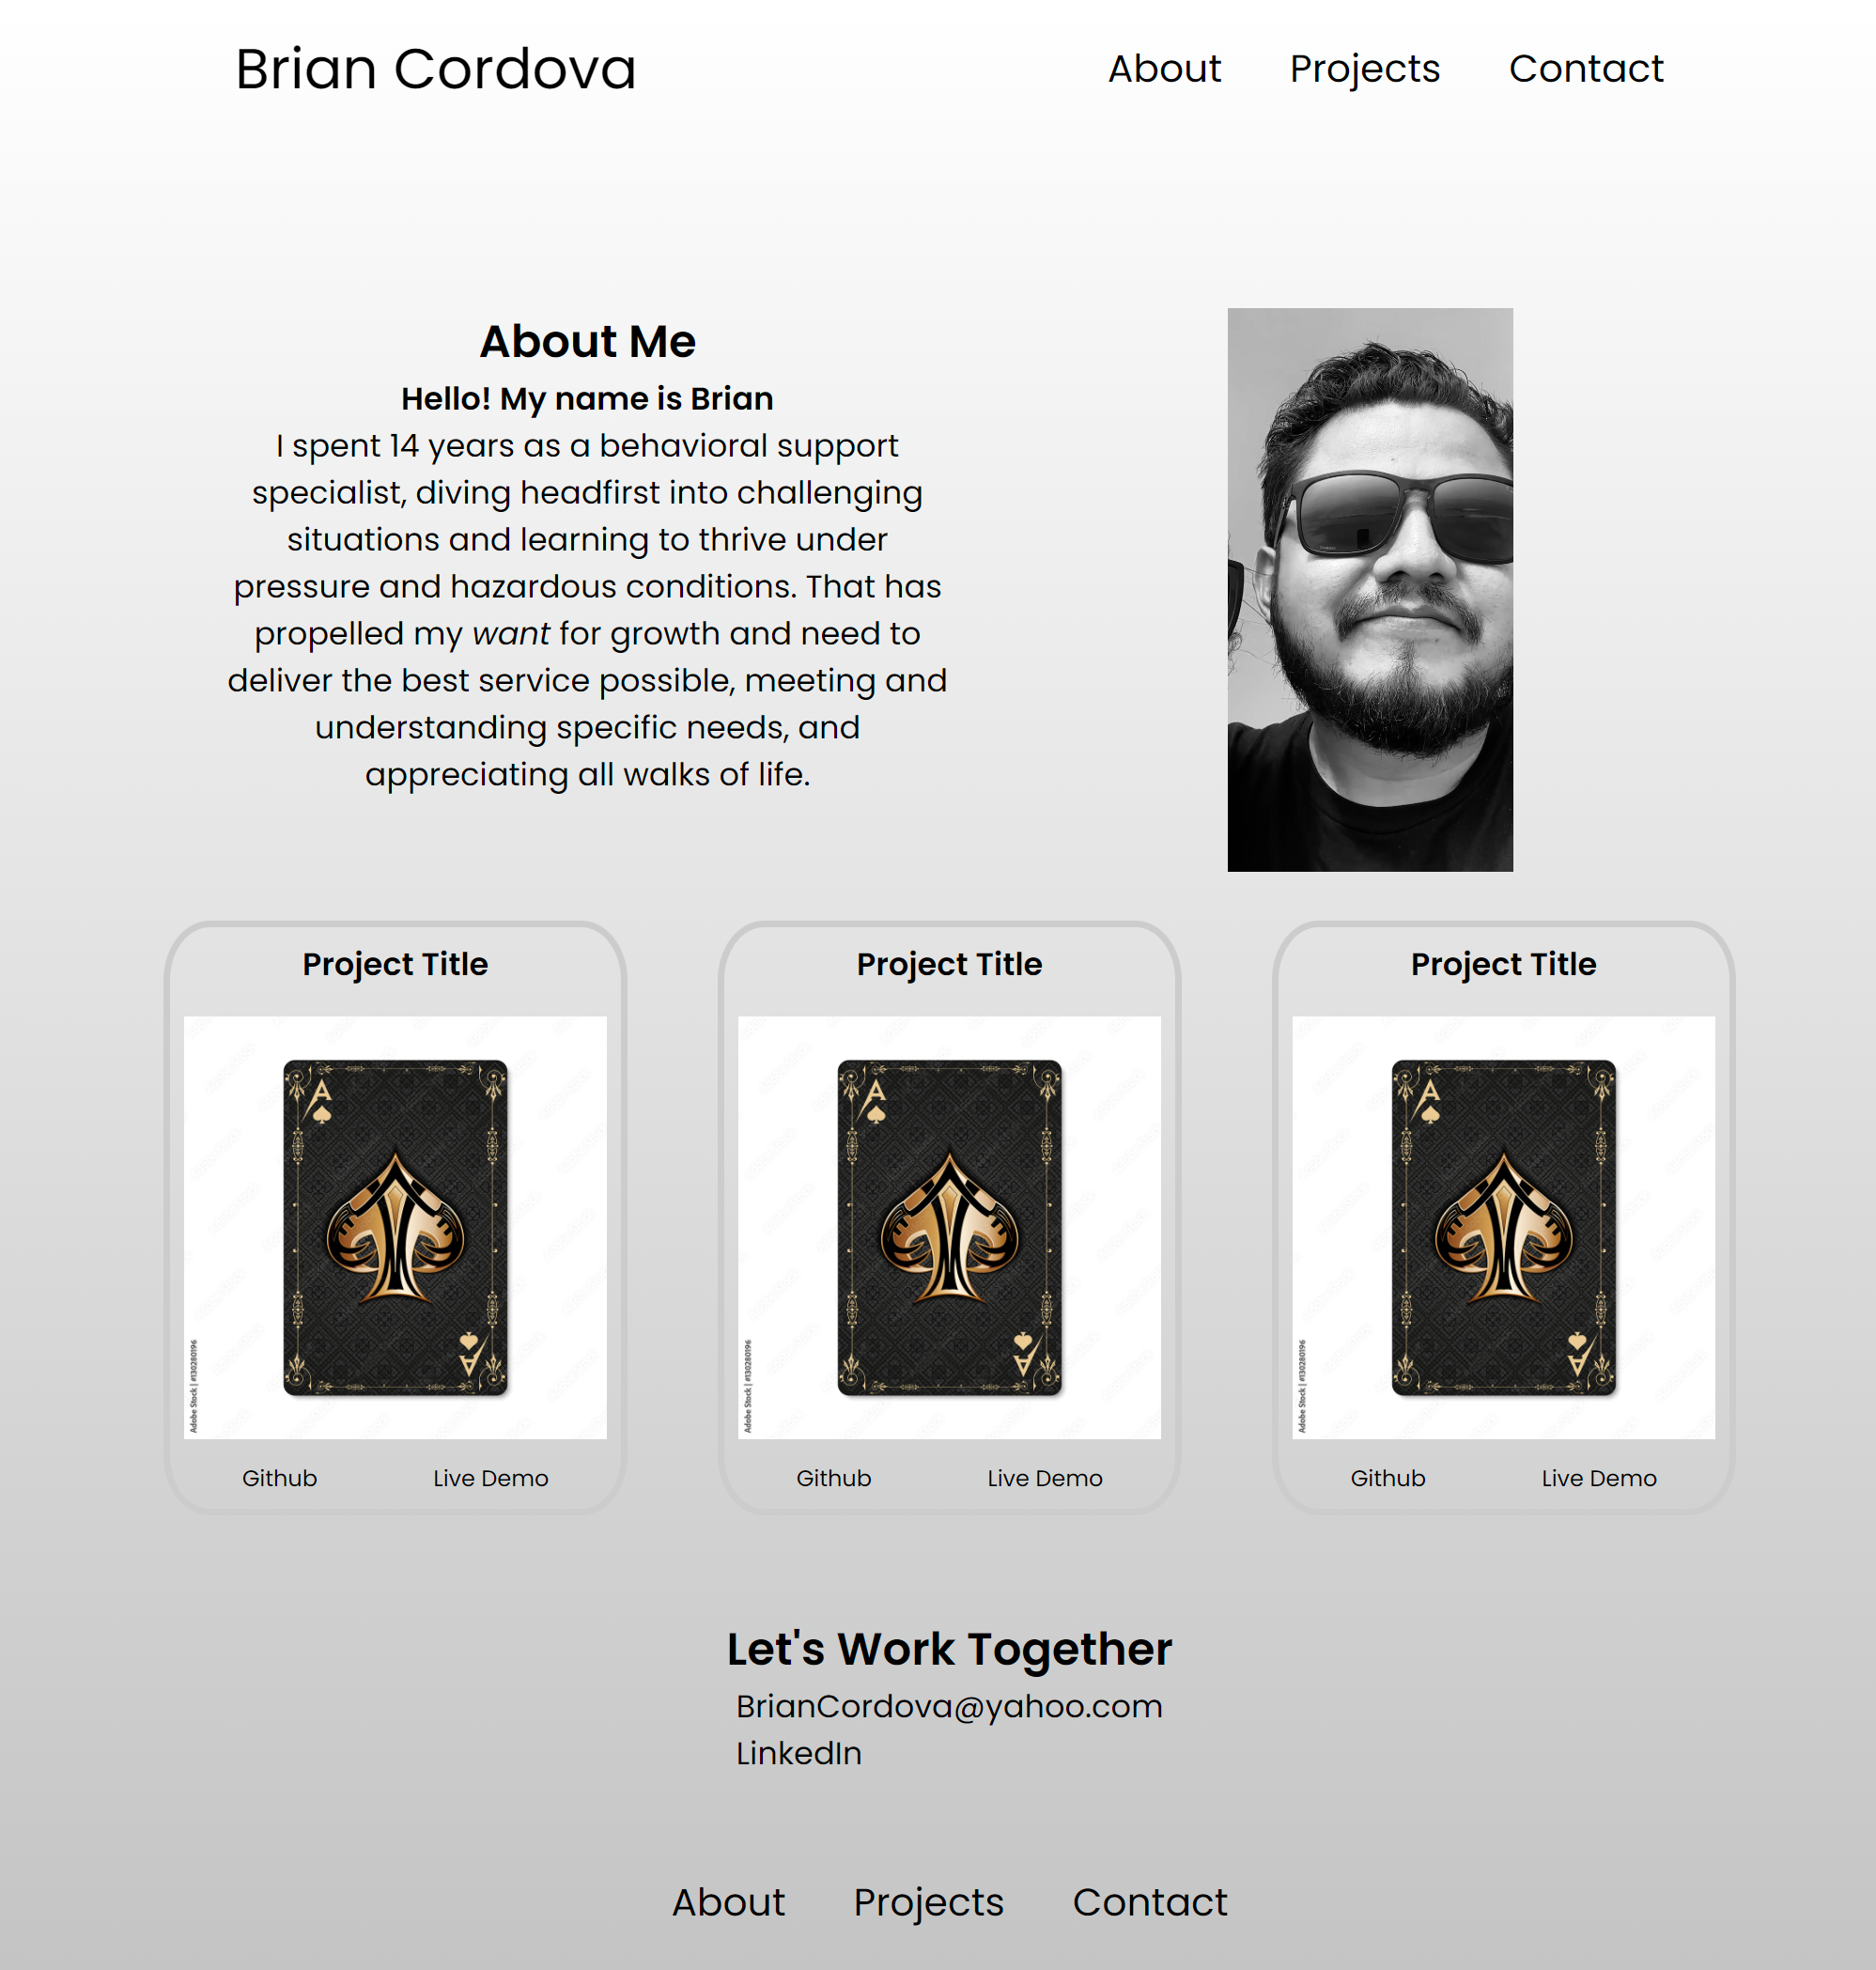 Brian Cordova
About Projects Contact
About Me
Hello! My name is Brian
I spent 14 years as a behavioral support
specialist, diving headfirst into challenging
situations and learning to thrive under
pressure and hazardous conditions. That has
propelled my want for growth and need to
deliver the best service possible, meeting and
understanding specific needs, and
appreciating all walks of life.
Project Title
A
A
Adobe Stock | #130280196
Github Live Demo
Project Title
A
A
Adobe Stock | #130280196
Github Live Demo
Project Title
A
A
Adobe Stock | #130280196
Github Live Demo
Let's Work Together
BrianCordova@yahoo.com
LinkedIn
About Projects Contact